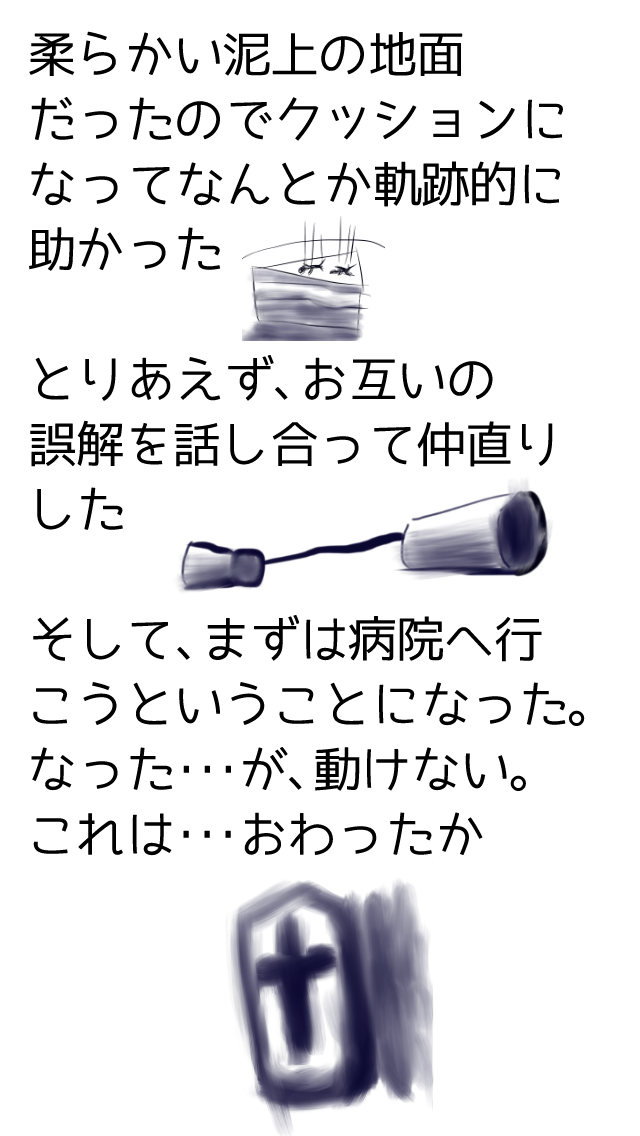 柔らかい泥上の地面
だったのでクッションに
なってなんとか軌跡的に
助かった
とりあえず、お互いの
誤解を話し合って仲直り
した
そして、まずは病院へ行
こうということになった。
なった･･･が、動けない。
これは･･･おわったか